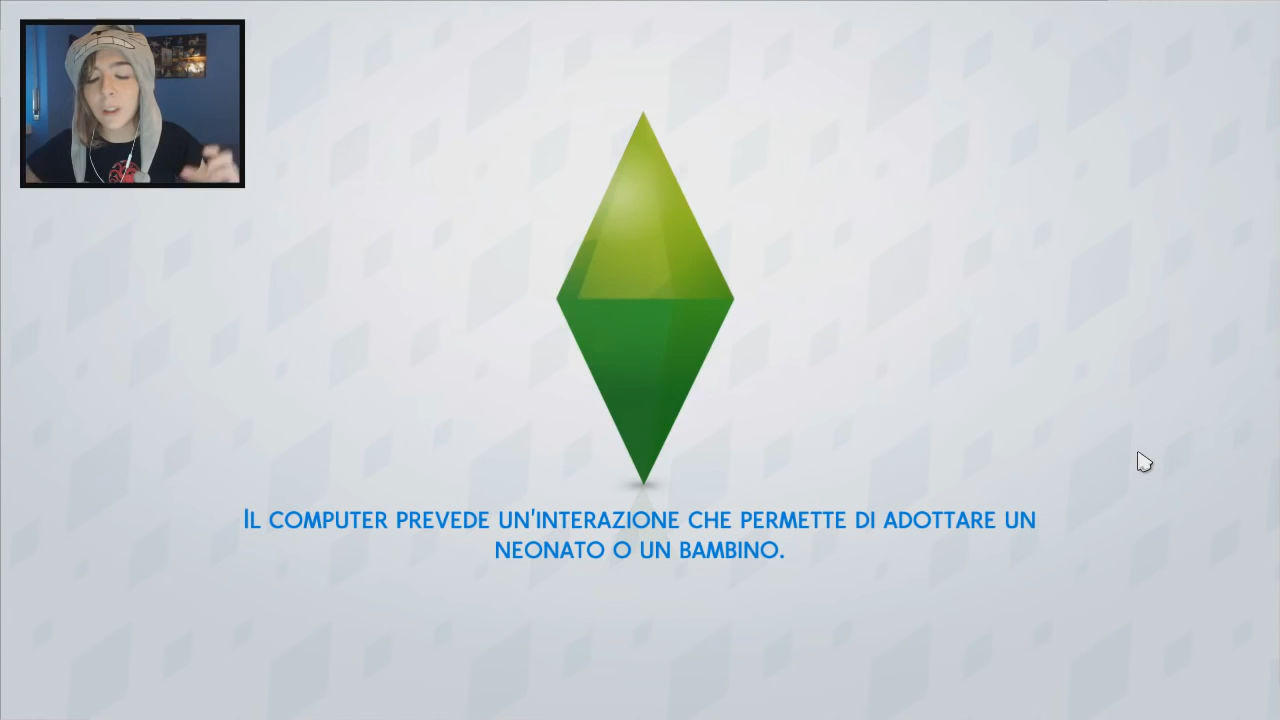 Il computer prevede un'interazione che permette di adottare un
neonato o un bambino.